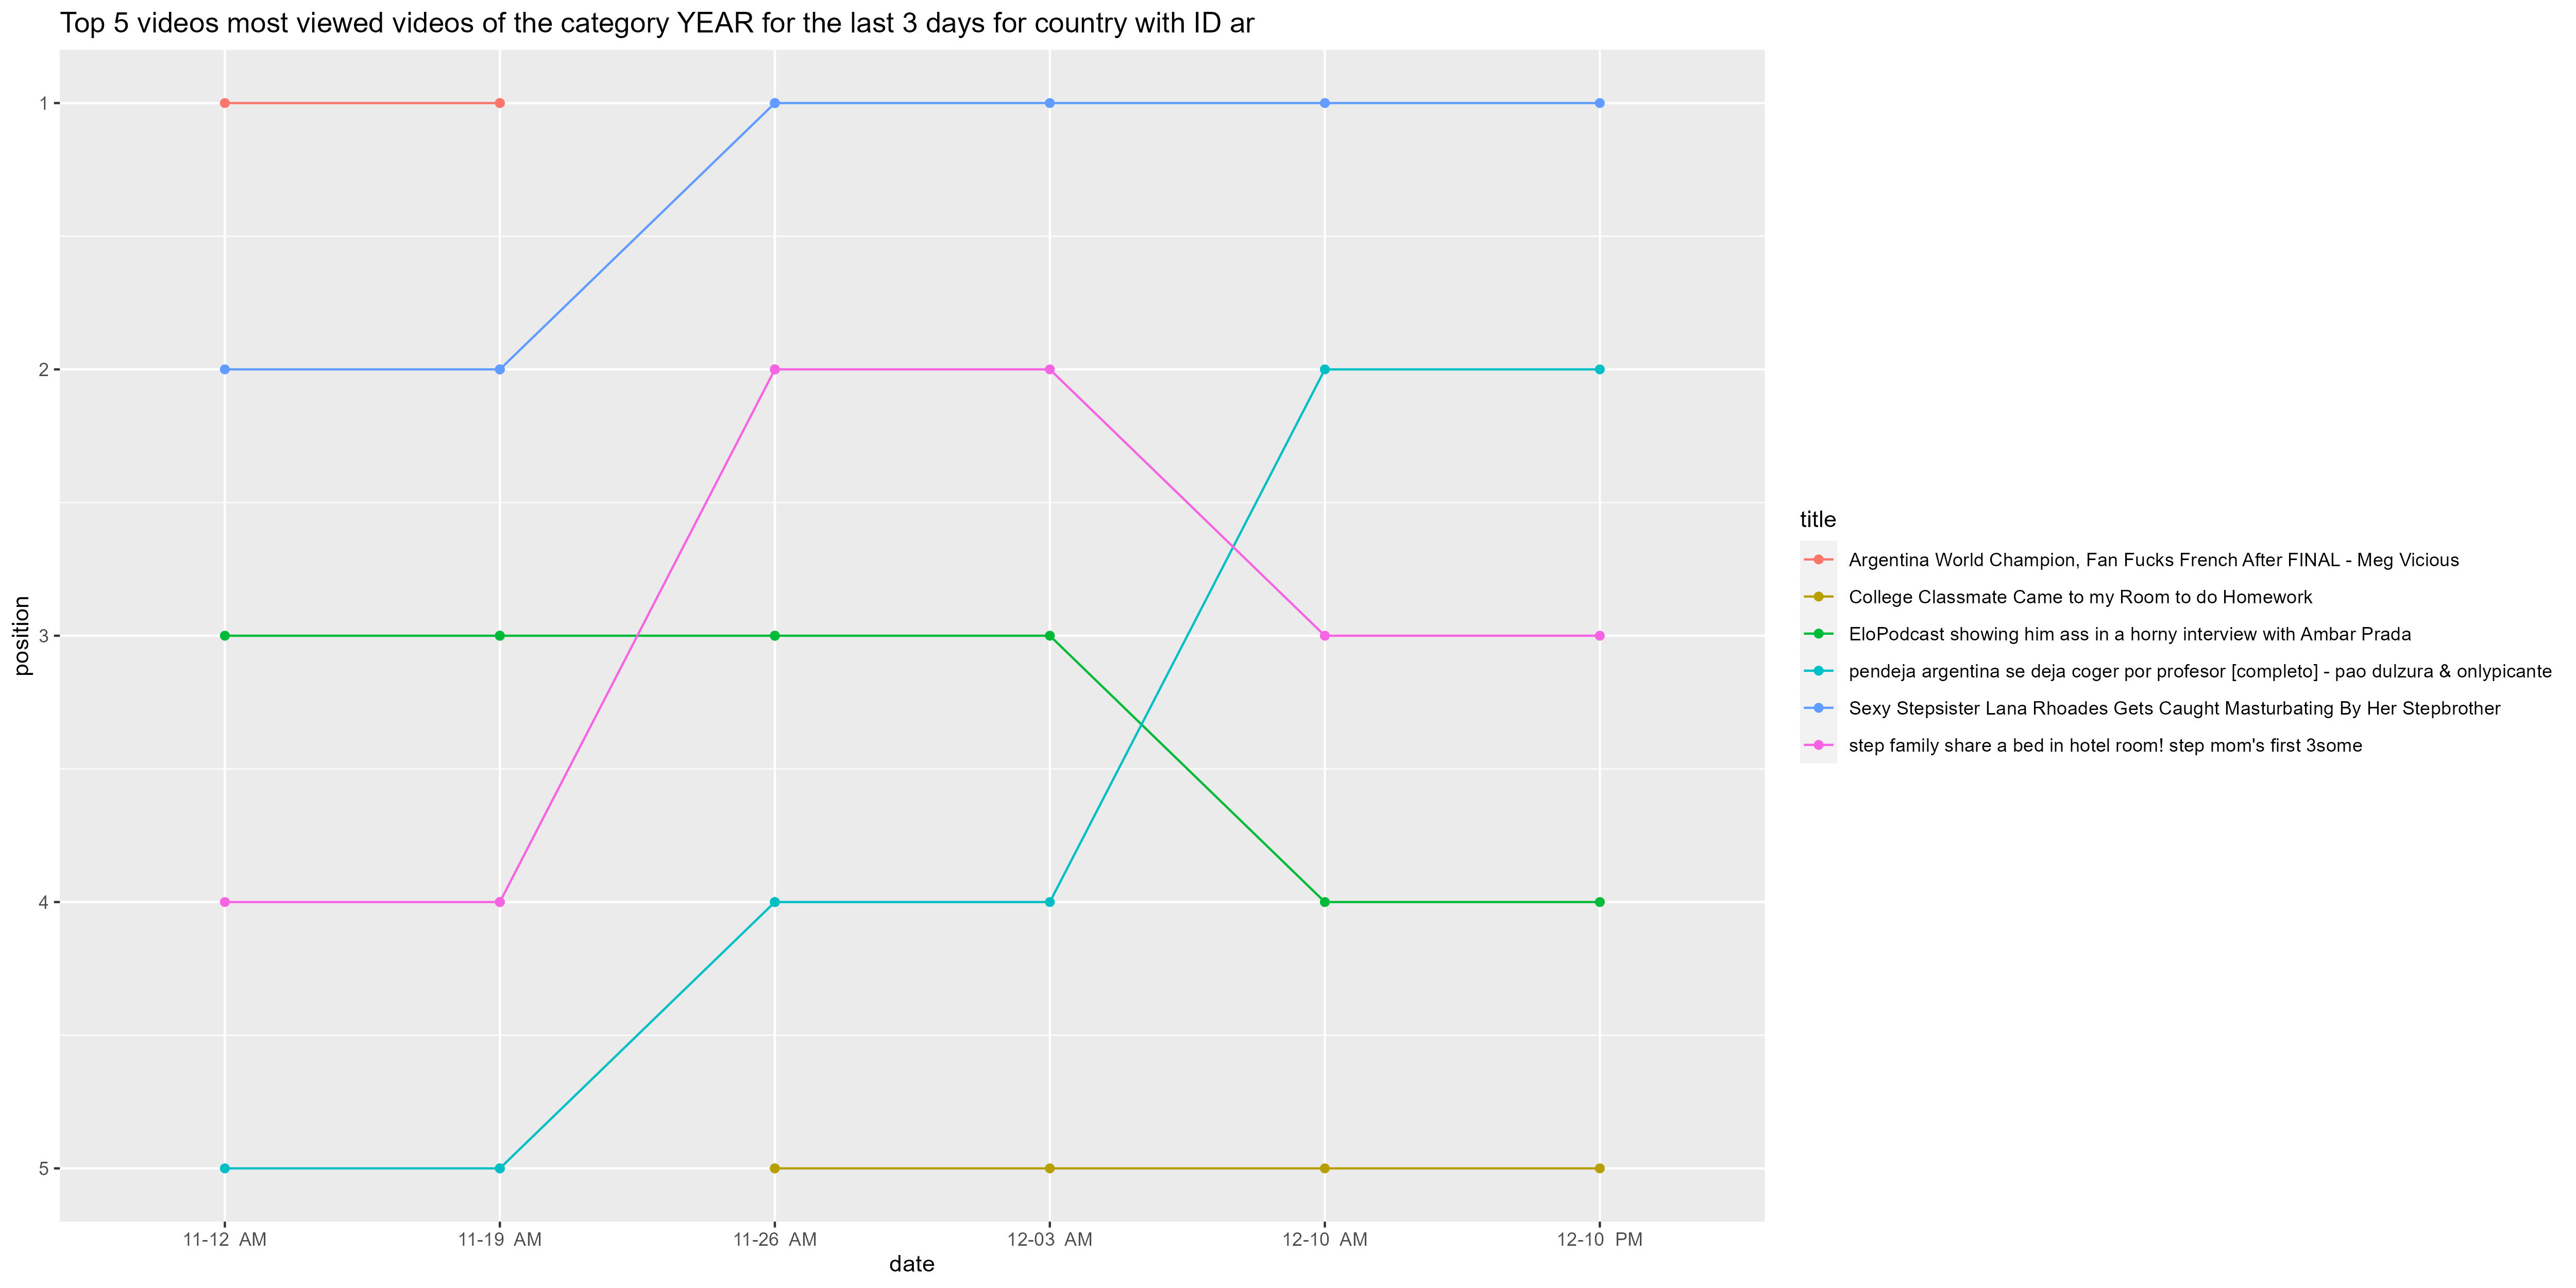 Top 5 videos most viewed videos of the category YEAR for the last 3 days for country with ID ar
position
1
2
3
4
5
11-12 AM
11-19 AM
11-26 AM
12-03 AM
12-10 AM
12-10 PM
date
title
Argentina World Champion, Fan Fucks French After FINAL - Meg Vicious
College Classmate Came to my Room to do Homework
EloPodcast showing him ass in a horny interview with Ambar Prada
pendeja argentina se deja coger por profesor [completo] - pao dulzura & onlypicante
Sexy Stepsister Lana Rhoades Gets Caught Masturbating By Her Stepbrother
step family share a bed in hotel room! step mom's first 3some